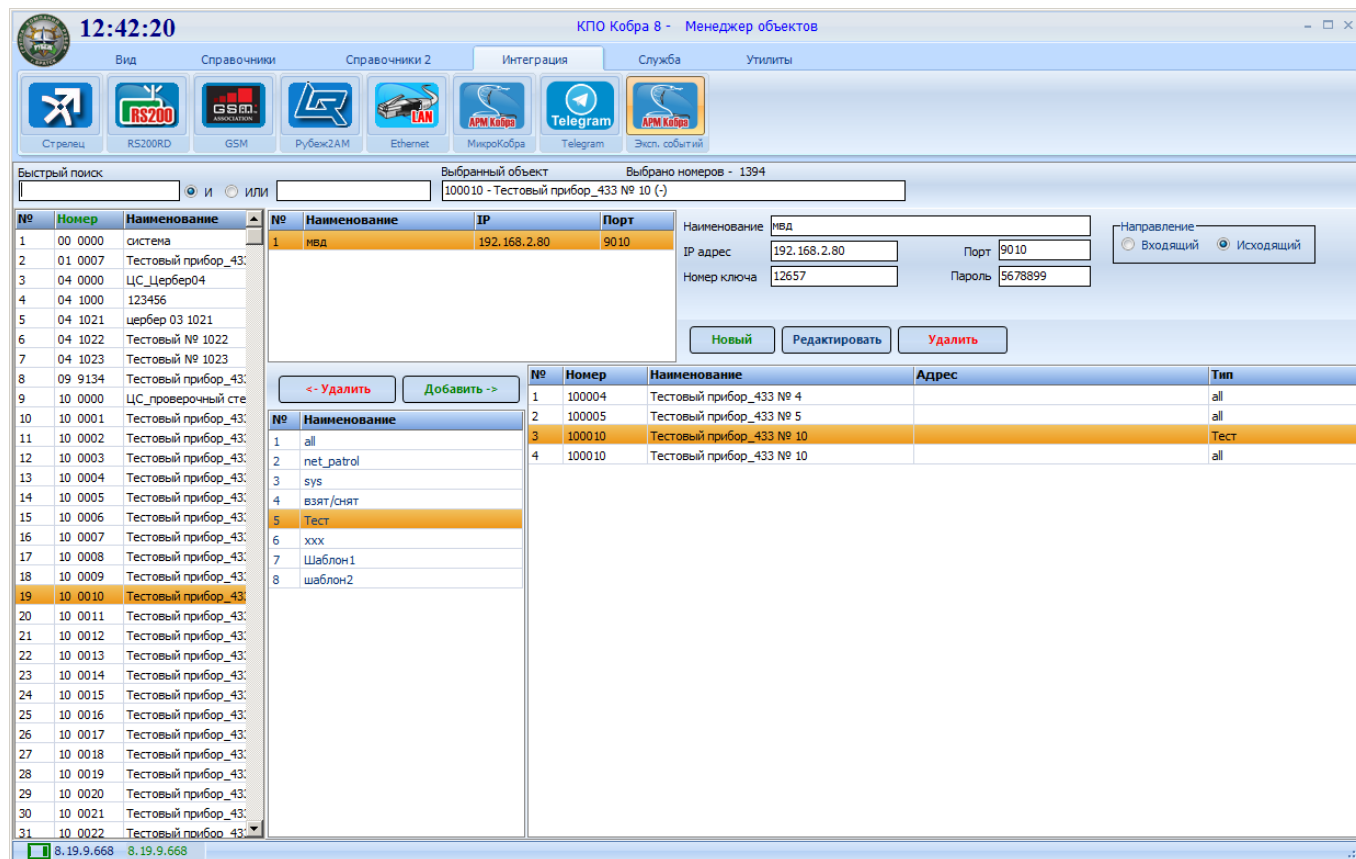 12:42:20
КПО Кобра 8 - Менеджер объектов
Вид Справочники Справочники 2 Интеграция Служба Утилиты
RS200 GSM ASSOCIATION LAN АРМ Кобра Telegram АРМ Кобра
Стрелец RS200RD GSM Рубеж2АМ Ethernet МикроКобра Telegram Эксп. событий
Быстрый поиск Выбранный объект Выбрано номеров - 1394
И ИЛИ 100010 - Тестовый прибор_433 № 10 (-)
№ Номер Наименование
1 00 0000 система
2 01 0007 Тестовый прибор_433
3 04 0000 ЦС_Цербер04
4 04 1000 123456
5 04 1021 цербер 03 1021
6 04 1022 Тестовый № 1022
7 04 1023 Тестовый № 1023
8 09 9134 Тестовый прибор_433
9 10 0000 ЦС_проверочный сте
10 10 0001 Тестовый прибор_433
11 10 0002 Тестовый прибор_433
12 10 0003 Тестовый прибор_433
13 10 0004 Тестовый прибор_433
14 10 0005 Тестовый прибор_433
15 10 0006 Тестовый прибор_433
16 10 0007 Тестовый прибор_433
17 10 0008 Тестовый прибор_433
18 10 0009 Тестовый прибор_433
19 10 0010 Тестовый прибор_433
20 10 0011 Тестовый прибор_433
21 10 0012 Тестовый прибор_433
22 10 0013 Тестовый прибор_433
23 10 0014 Тестовый прибор_433
24 10 0015 Тестовый прибор_433
25 10 0016 Тестовый прибор_433
26 10 0017 Тестовый прибор_433
27 10 0018 Тестовый прибор_433
28 10 0019 Тестовый прибор_433
29 10 0020 Тестовый прибор_433
30 10 0021 Тестовый прибор_433
31 10 0022 Тестовый прибор_433
№ Наименование IP Порт
1 мвд 192.168.2.80 9010
Наименование мвд
IP адрес 192.168.2.80 Порт 9010
Номер ключа 12657 Пароль 5678899
Направление
Входящий Исходящий
Новый Редактировать Удалить
<- Удалить Добавить ->
№ Наименование
1 all
2 net_patrol
3 sys
4 взят/снят
5 Тест
6 xxx
7 Шаблон1
8 шаблон2
№ Номер Наименование Адрес Тип
1 100004 Тестовый прибор_433 № 4 all
2 100005 Тестовый прибор_433 № 5 all
3 100010 Тестовый прибор_433 № 10 Тест
4 100010 Тестовый прибор_433 № 10 all
8.19.9.668 8.19.9.668